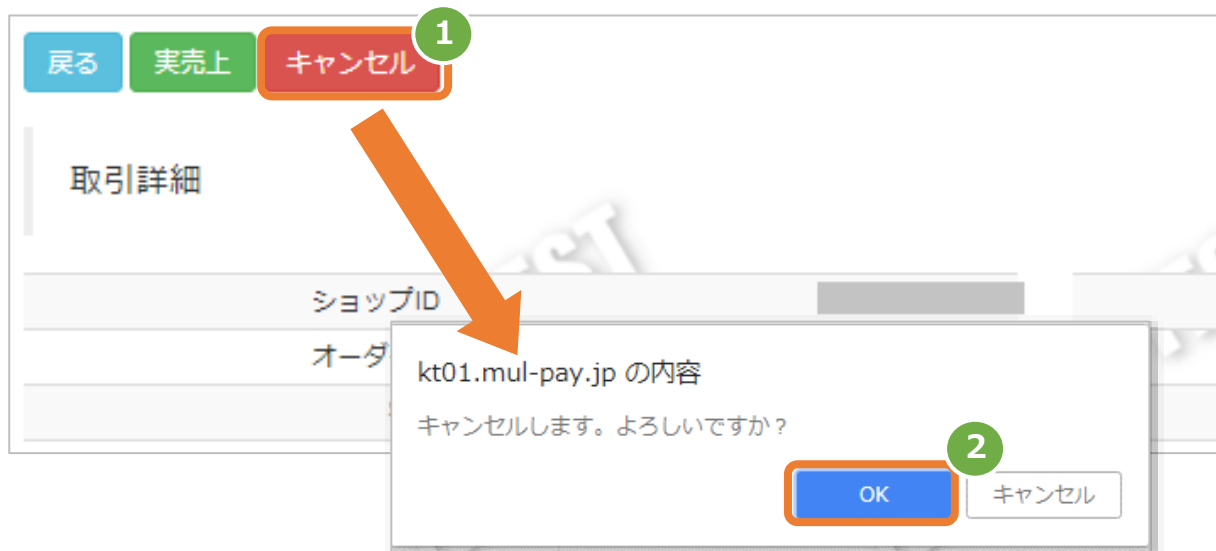 戻る 実売上 キャンセル 1
取引詳細
TEST
ショップID
オーダ
kt01.mul-pay.jp の内容
キャンセルします。よろしいですか？
2
OK キャンセル